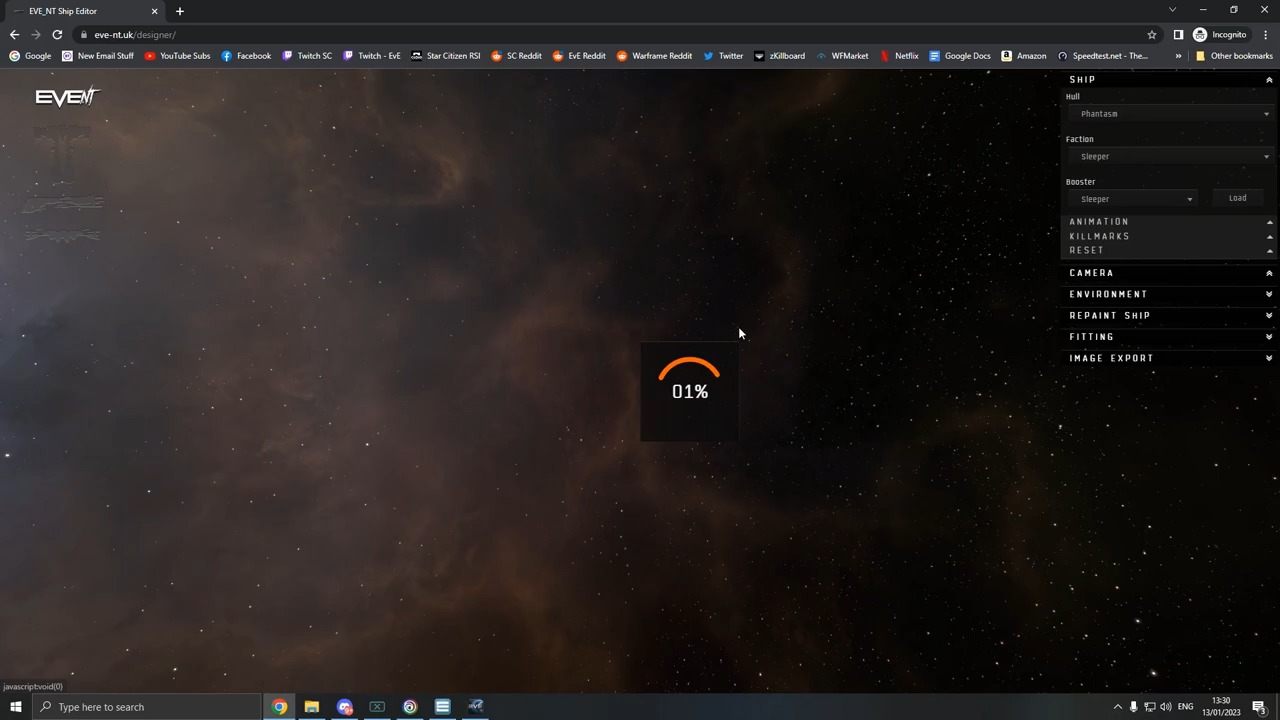 EVE_NT Ship Editor
eve-nt.uk/designer/
Incognito
Google
New Email Stuff
YouTube Subs
Facebook
Twitch SC
Twitch - EvE
Star Citizen RSI
SC Reddit
EvE Reddit
Warframe Reddit
Twitter
zKillboard
WFMarket
Netflix
Google Docs
Amazon
Speedtest.net - The...
»
Other bookmarks
EVE NT
SHIP
Hull
Phantasm
Faction
Sleeper
Booster
Sleeper
Load
ANIMATION
KILLMARKS
RESET
CAMERA
ENVIRONMENT
REPAINT SHIP
FITTING
IMAGE EXPORT
01%
javascript:void(0)
Type here to search
ENG
13:30
13/01/2023